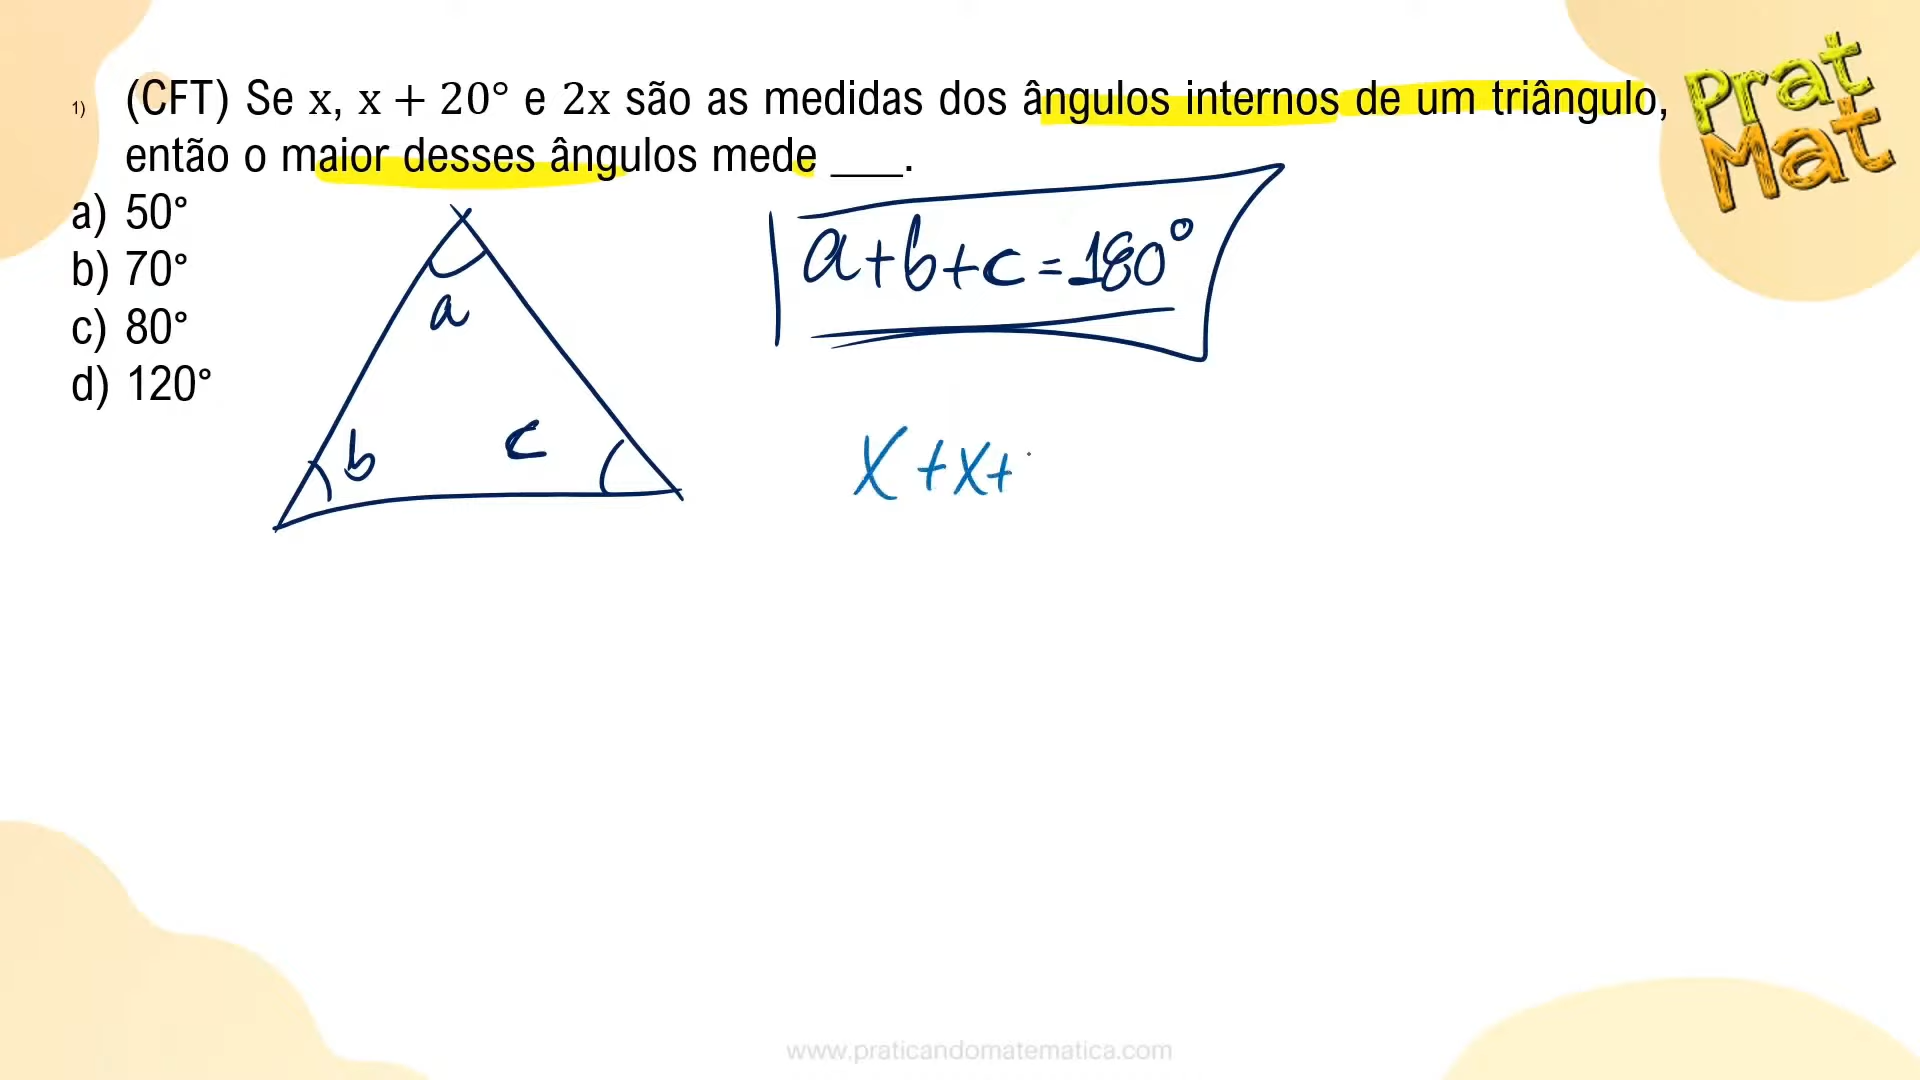 1) (CFT) Se x, x + 20° e 2x são as medidas dos ângulos internos de um triângulo,
então o maior desses ângulos mede ___.
a) 50°
b) 70°
c) 80°
d) 120°
Prat
Mat
a+b+c=180°
a
b
c
x+x+
www.praticandomatematica.com